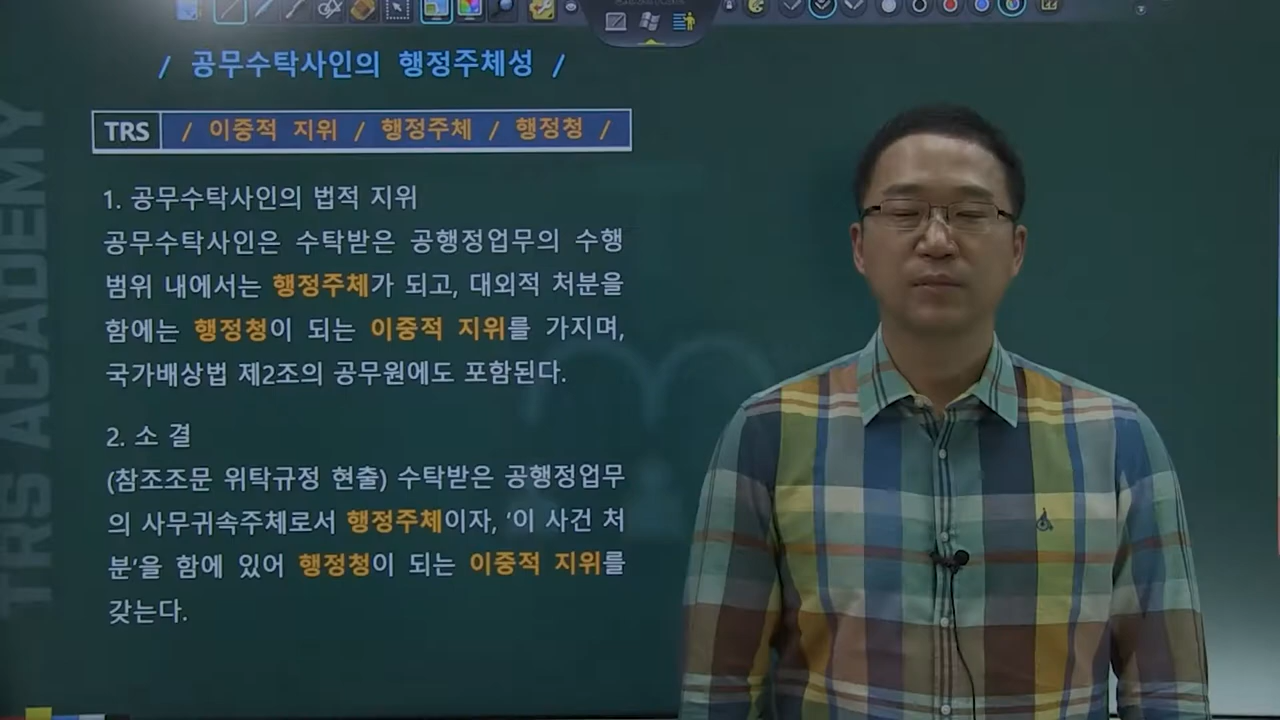 / 공무수탁사인의 행정주체성 /
TRS / 이중적 지위 / 행정주체 / 행정청 /
1. 공무수탁사인의 법적 지위
공무수탁사인은 수탁받은 공행정업무의 수행
범위 내에서는 행정주체가 되고, 대외적 처분을
함에는 행정청이 되는 이중적 지위를 가지며,
국가배상법 제2조의 공무원에도 포함된다.
2. 소 결
(참조조문 위탁규정 현출) 수탁받은 공행정업무
의 사무귀속주체로서 행정주체이자, ‘이 사건 처
분’을 함에 있어 행정청이 되는 이중적 지위를
갖는다.
TRS ACADEMY